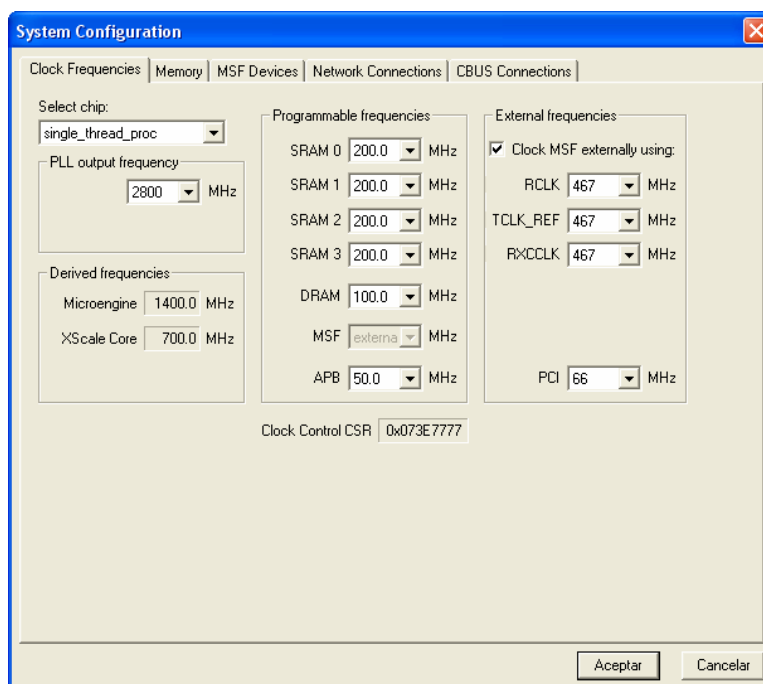 System Configuration
Clock Frequencies Memory MSF Devices Network Connections CBUS Connections
Select chip:
single_thread_proc
PLL output frequency
2800 MHz
Derived frequencies
Microengine 1400.0 MHz
XScale Core 700.0 MHz
Programmable frequencies
SRAM 0 200.0 MHz
SRAM 1 200.0 MHz
SRAM 2 200.0 MHz
SRAM 3 200.0 MHz
DRAM 100.0 MHz
MSF externa MHz
APB 50.0 MHz
External frequencies
Clock MSF externally using:
RCLK 467 MHz
TCLK_REF 467 MHz
RXCCLK 467 MHz
PCI 66 MHz
Clock Control CSR 0x073E7777
Aceptar Cancelar